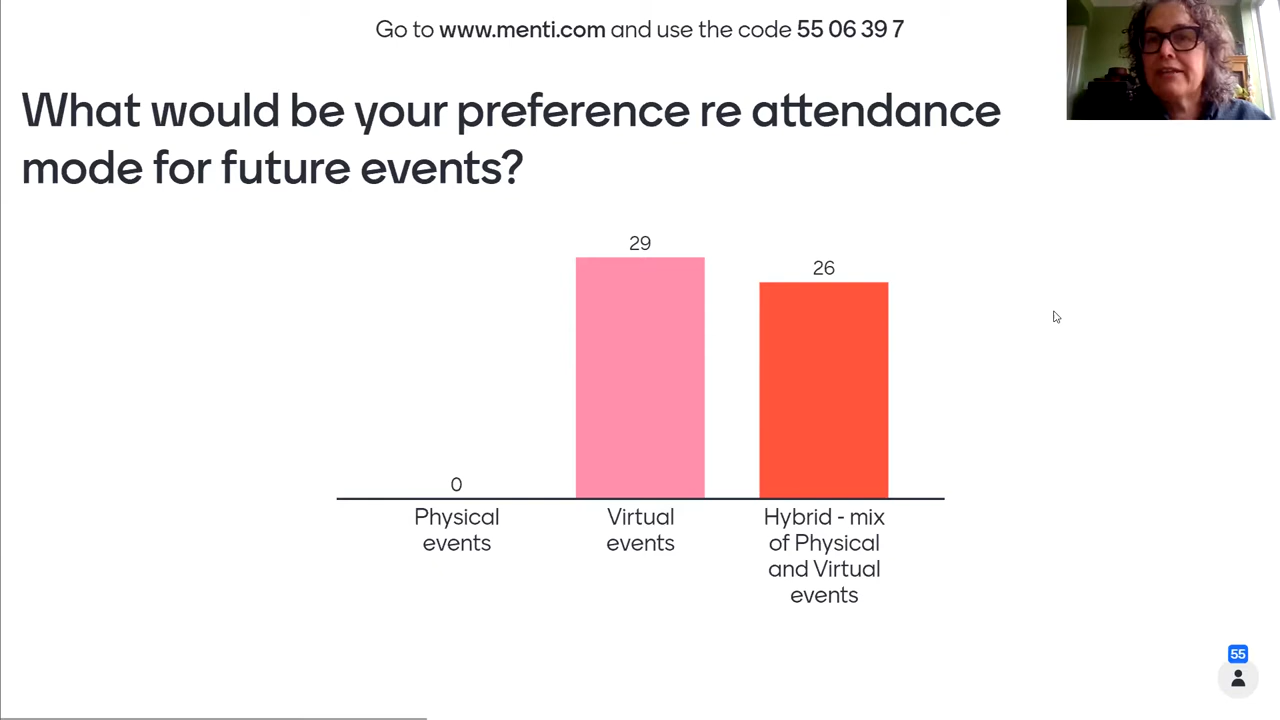 Go to www.menti.com and use the code 55 06 39 7
What would be your preference re attendance
mode for future events?
29
26
0
Physical
events
Virtual
events
Hybrid - mix
of Physical
and Virtual
events
55